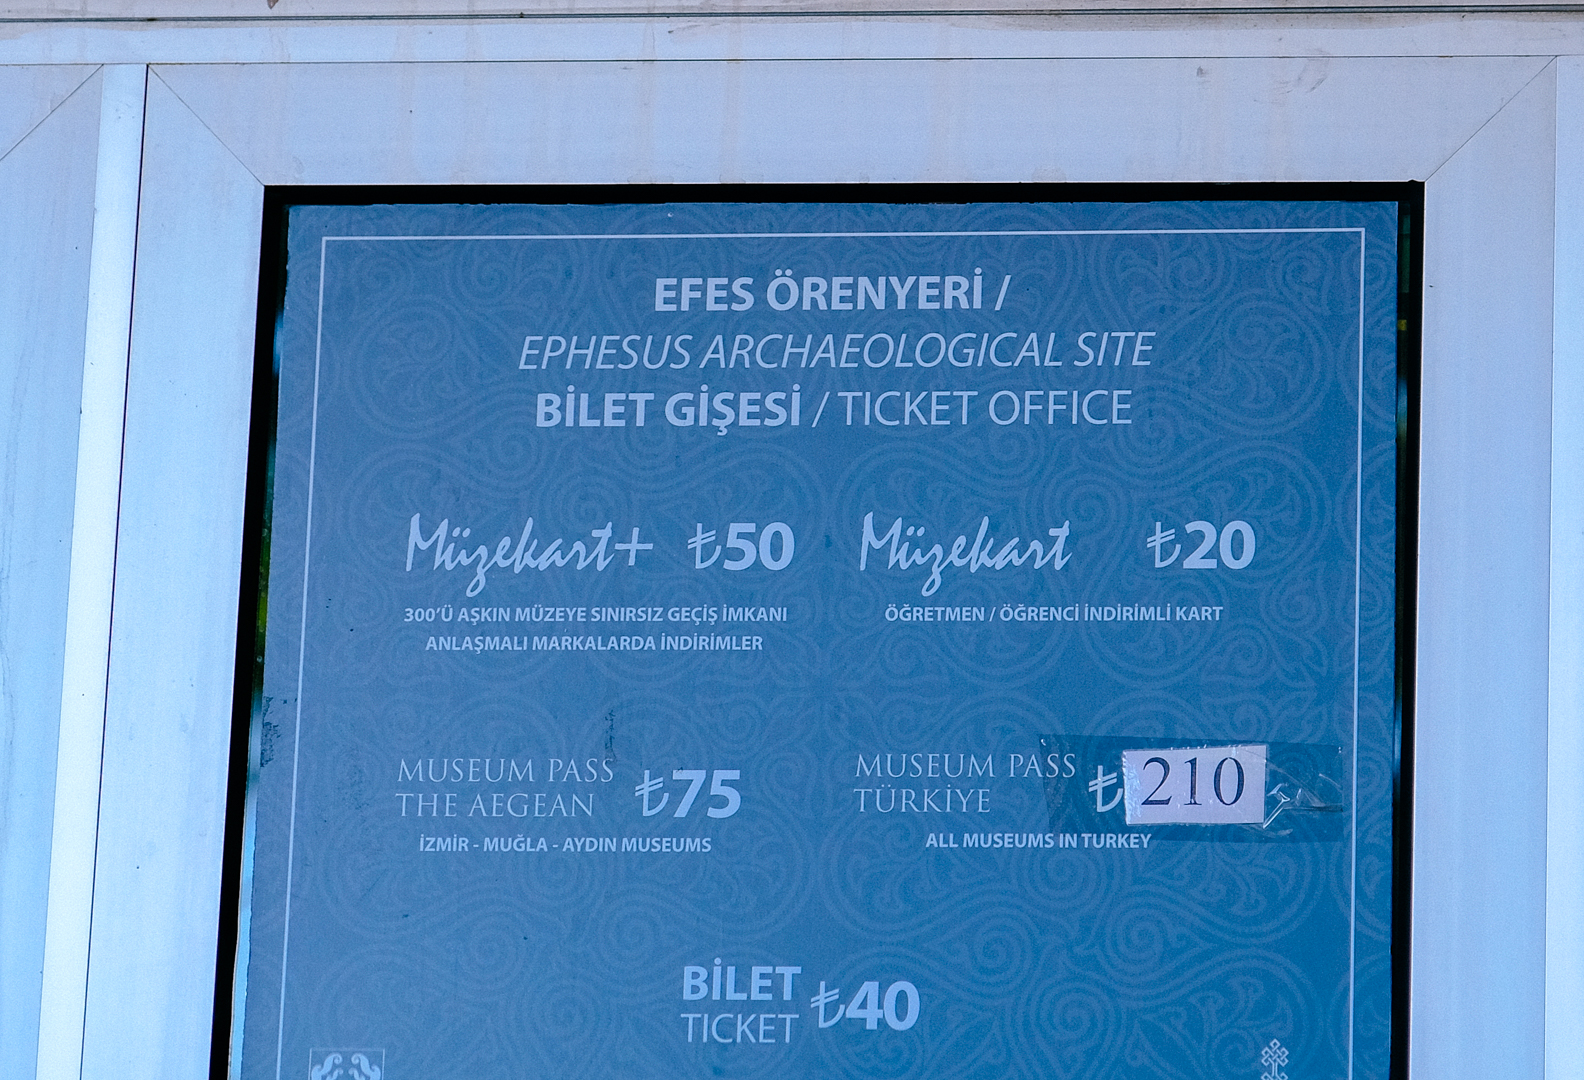 EFES ÖRENYERİ /
EPHESUS ARCHAEOLOGICAL SITE
BİLET GİŞESİ / TICKET OFFICE
Müzekart+ ₺50
300'Ü AŞKIN MÜZEYE SINIRSIZ GEÇİŞ İMKANI
ANLAŞMALI MARKALARDA İNDİRİMLER
Müzekart ₺20
ÖĞRETMEN / ÖĞRENCİ İNDİRİMLİ KART
MUSEUM PASS
THE AEGEAN ₺75
İZMİR - MUĞLA - AYDIN MUSEUMS
MUSEUM PASS
TÜRKİYE ₺210
ALL MUSEUMS IN TURKEY
BİLET
TICKET ₺40